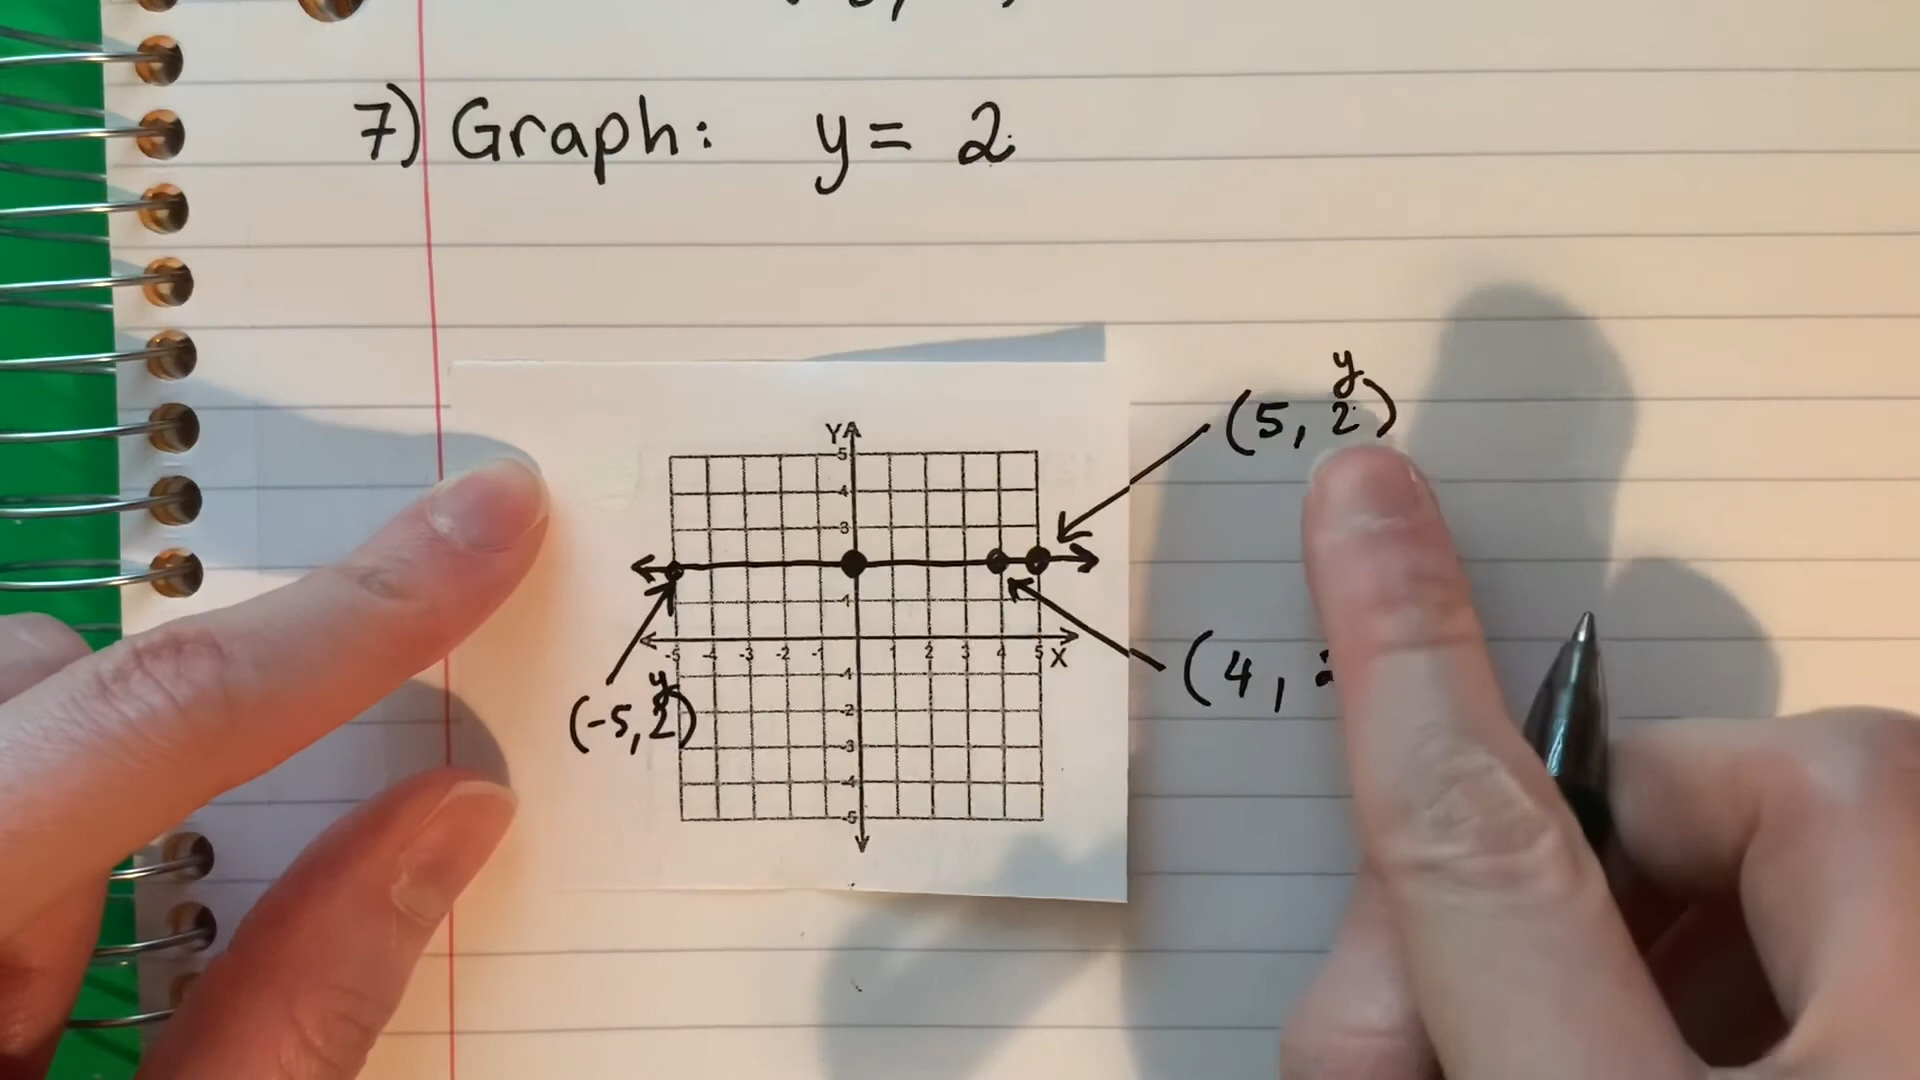 7) Graph: y = 2
y
(5, 2)
YA
5
4
3
1
-5 -4 -3 -2 -1 1 2 3 4 5 X
(4,
y
(-5, 2)
-1
-2
-3
-4
-5